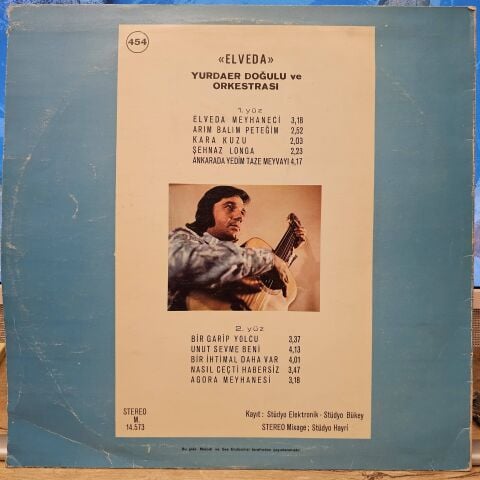 454
«ELVEDA»
YURDAER DOĞULU ve
ORKESTRASI
1. yüz
ELVEDA MEYHANECİ 3,18
ARIM BALIM PETEĞİM 2,52
KARA KUZU 2,03
ŞEHNAZ LONGA 2,23
ANKARADA YEDİM TAZE MEYVAYI 4,17
2. yüz
BİR GARİP YOLCU 3,37
UNUT SEVME BENİ 4,13
BİR İHTİMAL DAHA VAR 4,01
NASIL GEÇTİ HABERSİZ 3,47
AGORA MEYHANESİ 3,18
STEREO
M.
14.573
Kayıt: Stüdyo Elektronik - Stüdyo Bükey
STEREO Mixage; Stüdyo Hayri